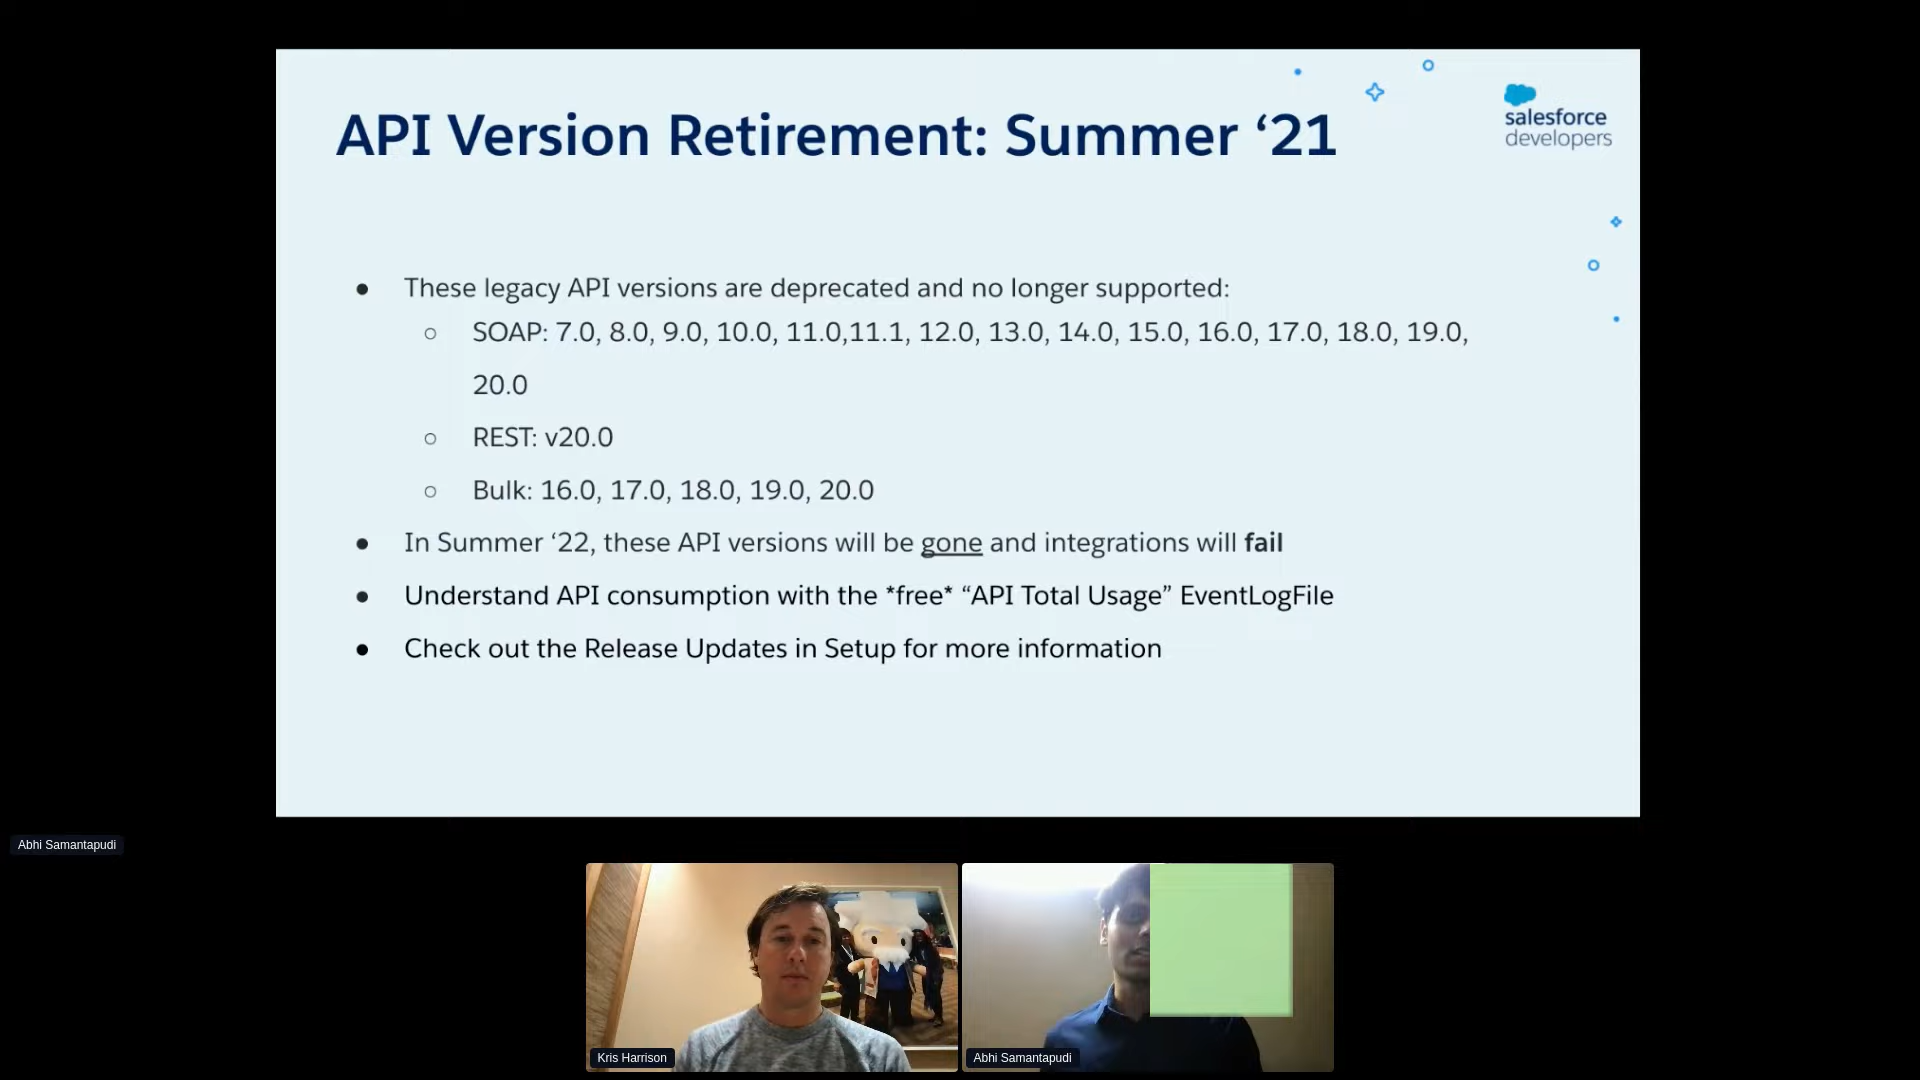 API Version Retirement: Summer ‘21
salesforce
developers
● These legacy API versions are deprecated and no longer supported:
○ SOAP: 7.0, 8.0, 9.0, 10.0, 11.0,11.1, 12.0, 13.0, 14.0, 15.0, 16.0, 17.0, 18.0, 19.0,
20.0
○ REST: v20.0
○ Bulk: 16.0, 17.0, 18.0, 19.0, 20.0
● In Summer ‘22, these API versions will be gone and integrations will fail
● Understand API consumption with the *free* “API Total Usage” EventLogFile
● Check out the Release Updates in Setup for more information
Abhi Samantapudi
Kris Harrison
Abhi Samantapudi